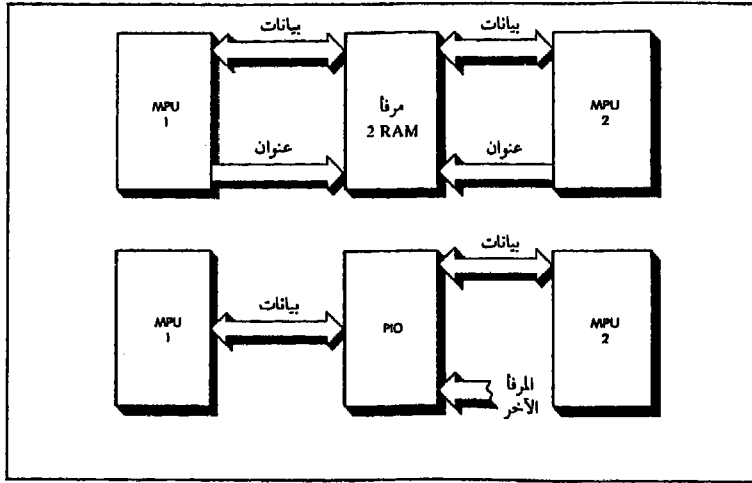 بيانات
بيانات
MPU
1
مرفأ
2 RAM
MPU
2
عنوان
عنوان
بيانات
MPU
1
بيانات
PIO
MPU
2
المرفأ
الآخر